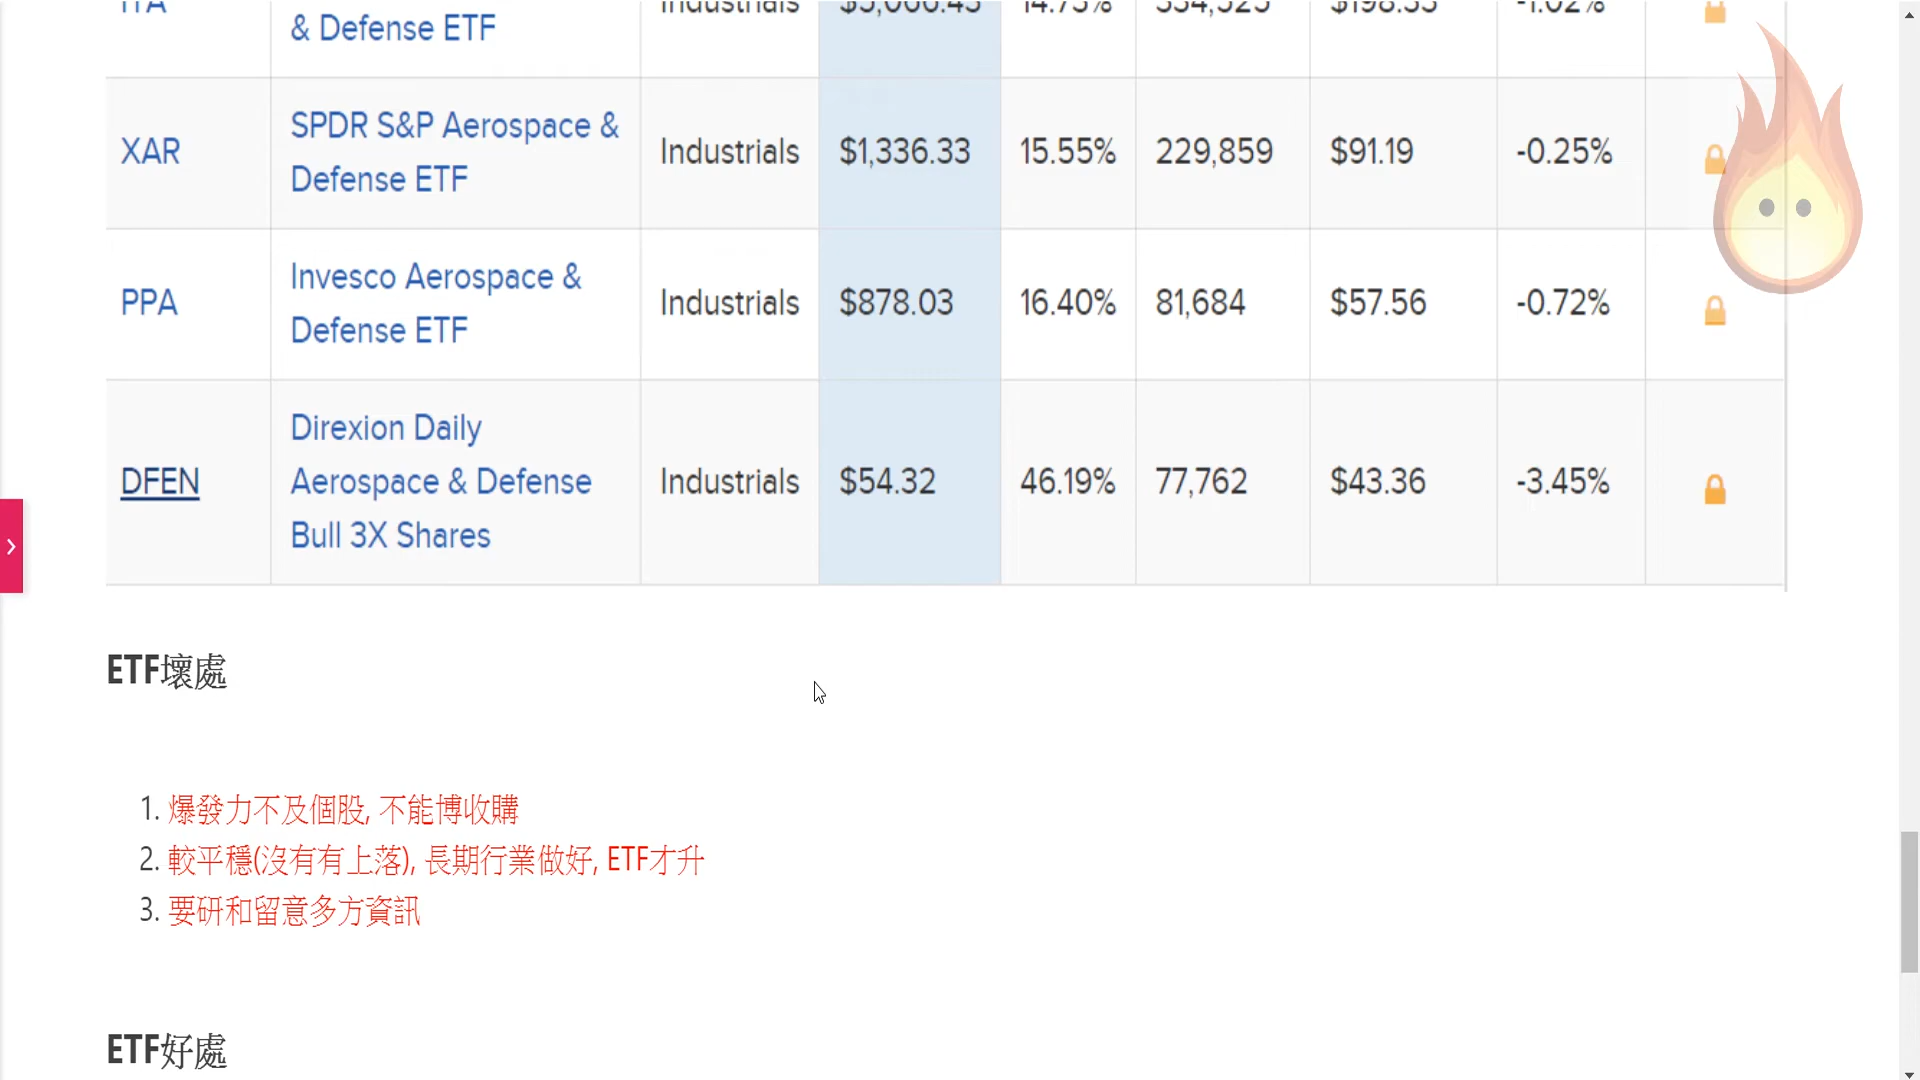 & Defense ETF
XAR SPDR S&P Aerospace & Defense ETF Industrials $1,336.33 15.55% 229,859 $91.19 -0.25%
PPA Invesco Aerospace & Defense ETF Industrials $878.03 16.40% 81,684 $57.56 -0.72%
DFEN Direxion Daily Aerospace & Defense Bull 3X Shares Industrials $54.32 46.19% 77,762 $43.36 -3.45%
ETF壞處
1. 爆發力不及個股, 不能博收購
2. 較平穩(沒有有上落), 長期行業做好, ETF才升
3. 要研和留意多方資訊
ETF好處